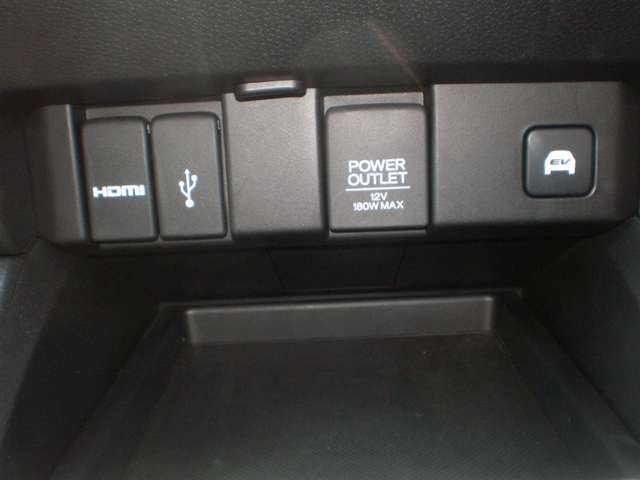 HDMI
POWER
OUTLET
12V
180W MAX
EV